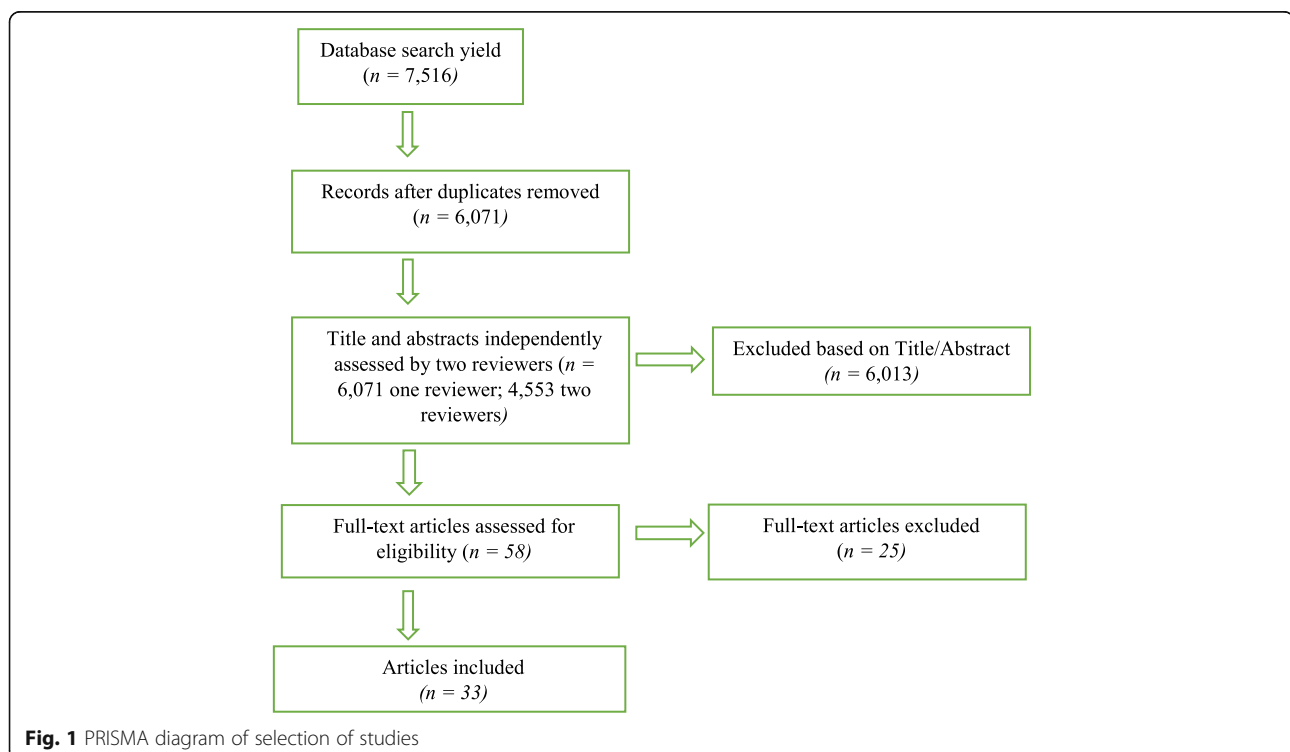 Database search yield
(n = 7,516)
Records after duplicates removed
(n = 6,071)
Title and abstracts independently
assessed by two reviewers (n =
6,071 one reviewer; 4,553 two
reviewers)
Excluded based on Title/Abstract
(n = 6,013)
Full-text articles assessed for
eligibility (n = 58)
Full-text articles excluded
(n = 25)
Articles included
(n = 33)
Fig. 1 PRISMA diagram of selection of studies